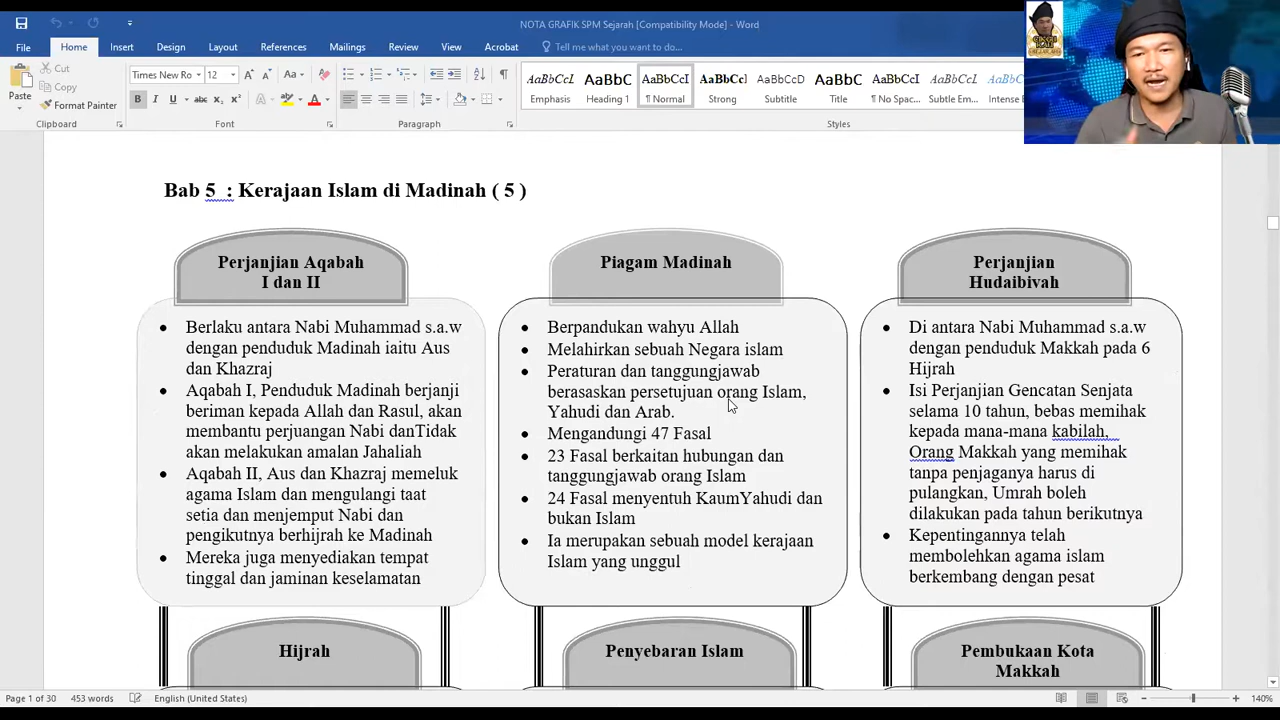 NOTA GRAFIK SPM Sejarah [Compatibility Mode] - Word
File Home Insert Design Layout References Mailings Review View Acrobat Tell me what you want to do...
Paste
Cut
Copy
Format Painter
Clipboard
Times New Ro 12
Font
Paragraph
AaBbCcI AaBbC AaBbCcI AaBbCc AaBbCcD AaBbC AaBbCcI AaBbCcI
Emphasis Heading 1 ¶ Normal Strong Subtitle Title ¶ No Spac... Subtle Em... Intense E
Styles
Bab 5 : Kerajaan Islam di Madinah ( 5 )
Perjanjian Aqabah
I dan II
Berlaku antara Nabi Muhammad s.a.w
dengan penduduk Madinah iaitu Aus
dan Khazraj
Aqabah I, Penduduk Madinah berjanji
beriman kepada Allah dan Rasul, akan
membantu perjuangan Nabi danTidak
akan melakukan amalan Jahaliah
Aqabah II, Aus dan Khazraj memeluk
agama Islam dan mengulangi taat
setia dan menjemput Nabi dan
pengikutnya berhijrah ke Madinah
Mereka juga menyediakan tempat
tinggal dan jaminan keselamatan
Piagam Madinah
Berpandukan wahyu Allah
Melahirkan sebuah Negara islam
Peraturan dan tanggungjawab
berasaskan persetujuan orang Islam,
Yahudi dan Arab.
Mengandungi 47 Fasal
23 Fasal berkaitan hubungan dan
tanggungjawab orang Islam
24 Fasal menyentuh KaumYahudi dan
bukan Islam
Ia merupakan sebuah model kerajaan
Islam yang unggul
Perjanjian
Hudaibivah
Di antara Nabi Muhammad s.a.w
dengan penduduk Makkah pada 6
Hijrah
Isi Perjanjian Gencatan Senjata
selama 10 tahun, bebas memihak
kepada mana-mana kabilah,
Orang Makkah yang memihak
tanpa penjaganya harus di
pulangkan, Umrah boleh
dilakukan pada tahun berikutnya
Kepentingannya telah
membolehkan agama islam
berkembang dengan pesat
Hijrah
Penyebaran Islam
Pembukaan Kota
Makkah
Page 1 of 30 453 words English (United States) 140%